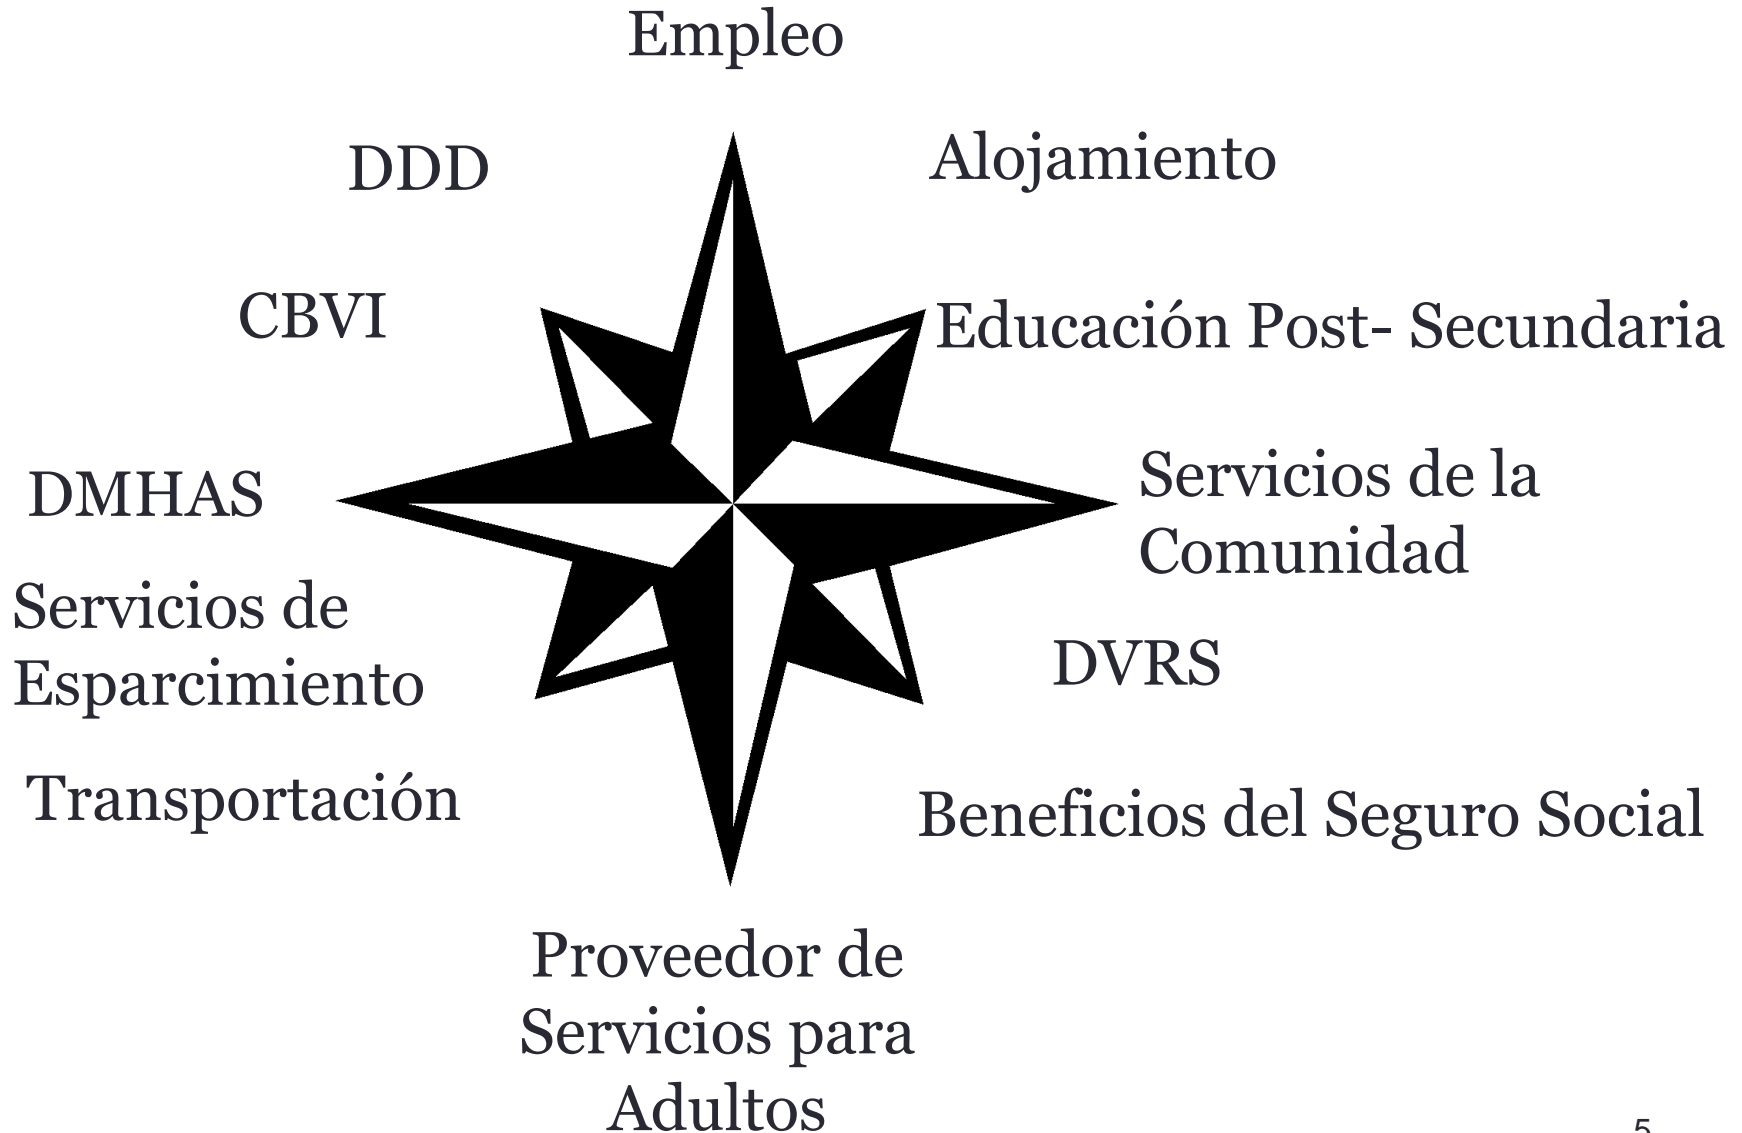 Empleo
DDD
Alojamiento
CBVI
Educación Post- Secundaria
DMHAS
Servicios de la
Comunidad
Servicios de
Esparcimiento
DVRS
Transportación
Beneficios del Seguro Social
Proveedor de
Servicios para
Adultos
5